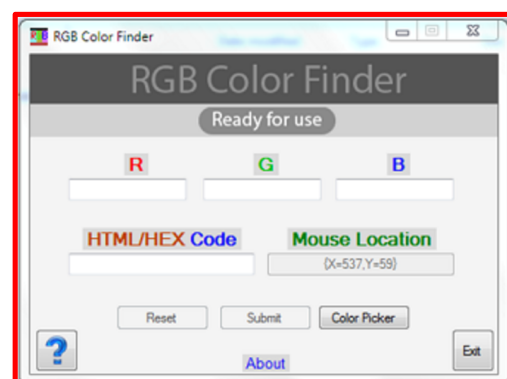 RGB Color Finder
RGB Color Finder
Ready for use
R G B
HTML/HEX Code Mouse Location
{X=537,Y=59}
Reset Submit Color Picker
? Exit
About